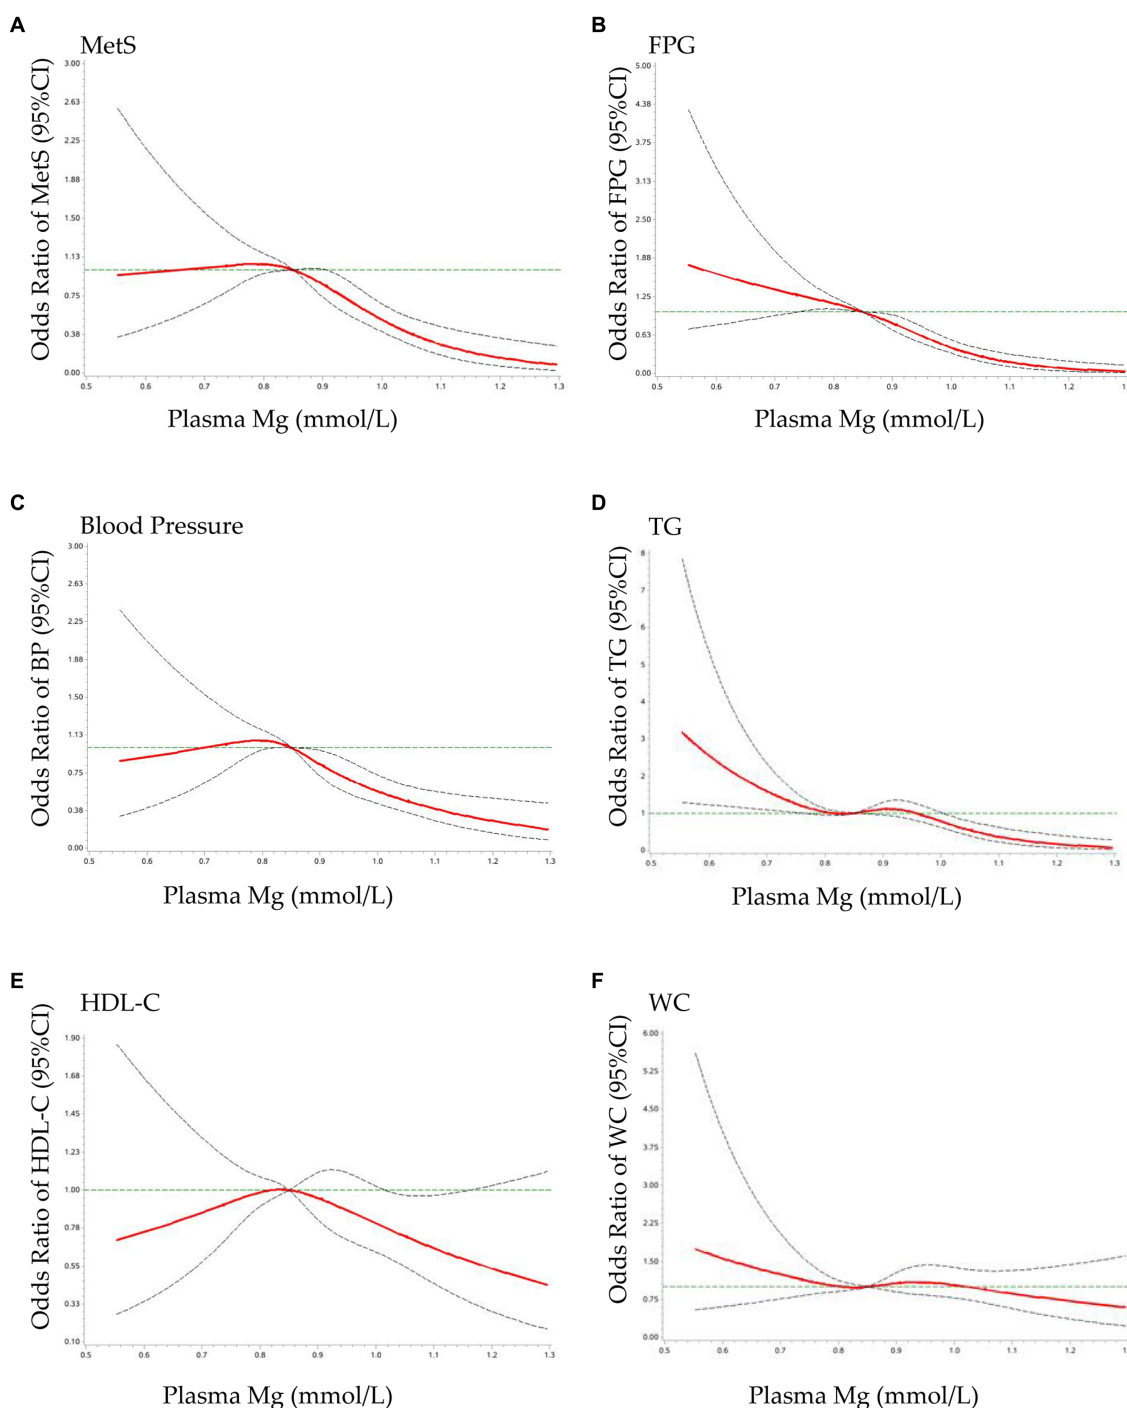 A
MetS
Odds Ratio of MetS (95%CI)
3.00
2.63
2.25
1.88
1.50
1.13
0.75
0.38
0.00
0.5 0.6 0.7 0.8 0.9 1.0 1.1 1.2 1.3
Plasma Mg (mmol/L)
B
FPG
Odds Ratio of FPG (95%CI)
5.00
4.38
3.75
3.13
2.50
1.88
1.25
0.63
0.00
0.5 0.6 0.7 0.8 0.9 1.0 1.1 1.2
Plasma Mg (mmol/L)
C
Blood Pressure
Odds Ratio of BP (95%CI)
3.00
2.63
2.25
1.88
1.50
1.13
0.75
0.38
0.00
0.5 0.6 0.7 0.8 0.9 1.0 1.1 1.2 1.3
Plasma Mg (mmol/L)
D
TG
Odds Ratio of TG (95%CI)
8
7
6
5
4
3
2
1
0
0.5 0.6 0.7 0.8 0.9 1.0 1.1 1.2 1.3
Plasma Mg (mmol/L)
E
HDL-C
Odds Ratio of HDL-C (95%CI)
1.90
1.68
1.45
1.23
1.00
0.78
0.55
0.33
0.10
0.5 0.6 0.7 0.8 0.9 1.0 1.1 1.2 1.3
Plasma Mg (mmol/L)
F
WC
Odds Ratio of WC (95%CI)
6.00
5.25
4.50
3.75
3.00
2.25
1.50
0.75
0.00
0.5 0.6 0.7 0.8 0.9 1.0 1.1 1.2
Plasma Mg (mmol/L)